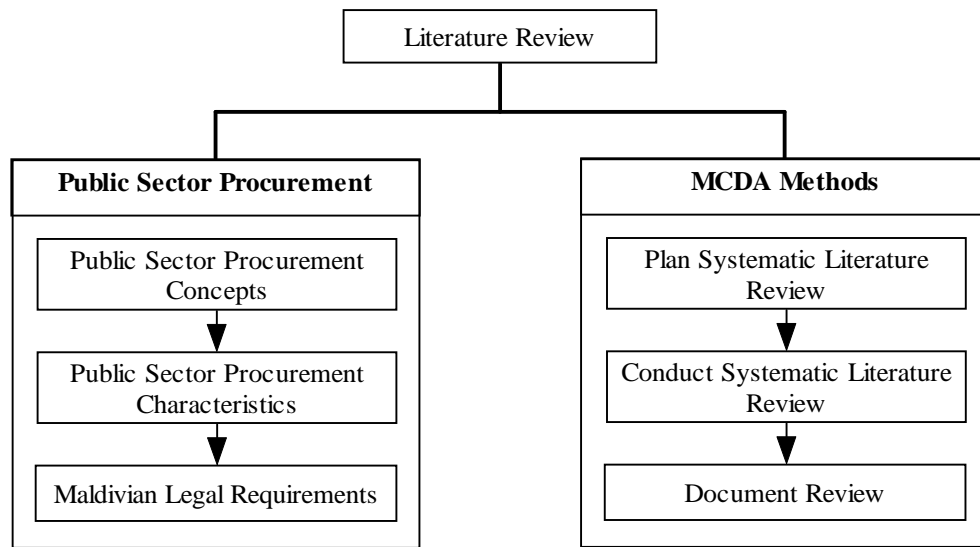 Literature Review
Public Sector Procurement
Public Sector Procurement
Concepts
Public Sector Procurement
Characteristics
Maldivian Legal Requirements
MCDA Methods
Plan Systematic Literature
Review
Conduct Systematic Literature
Review
Document Review